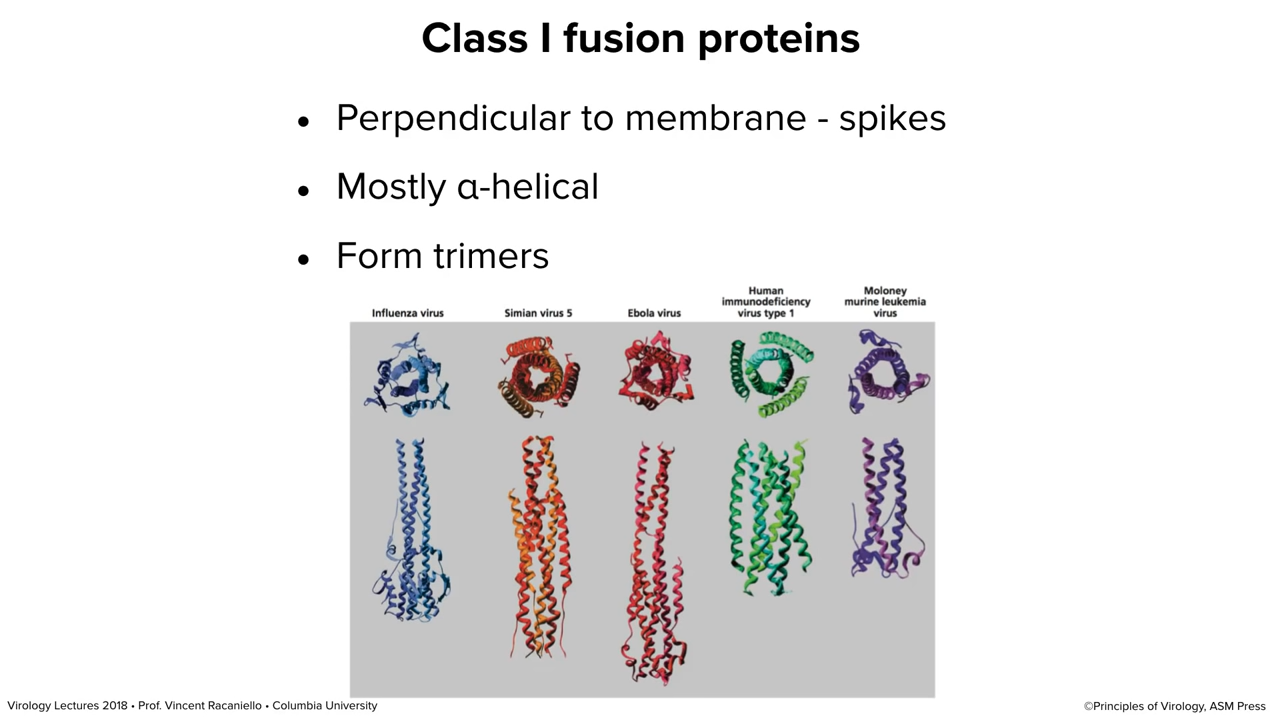 Class I fusion proteins
• Perpendicular to membrane - spikes
• Mostly α-helical
• Form trimers
Influenza virus
Simian virus 5
Ebola virus
Human
immunodeficiency
virus type 1
Moloney
murine leukemia
virus
Virology Lectures 2018 • Prof. Vincent Racaniello • Columbia University
©Principles of Virology, ASM Press